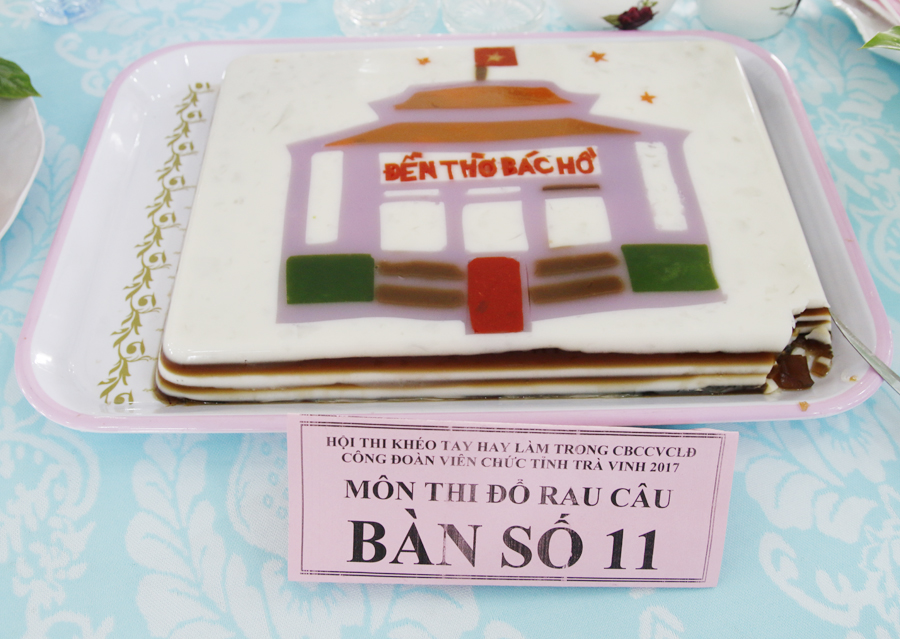 ĐỀN THỜ BÁC HỒ
HỘI THI KHÉO TAY HAY LÀM TRONG CBCCVCLĐ
CÔNG ĐOÀN VIÊN CHỨC TỈNH TRÀ VINH 2017
MÔN THI ĐỔ RAU CÂU
BÀN SỐ 11